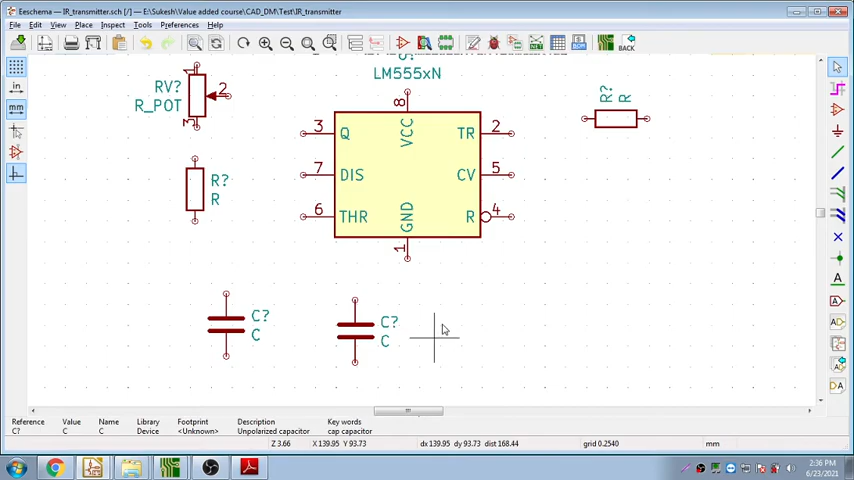 Eeschema — IR_transmitter.sch [/] — E:\Sukesh\Value added course\CAD_DM\Test\IR_transmitter
File Edit View Place Inspect Tools Preferences Help
BOM
BACK
in
mm
LM555xN
RV?
R_POT
1
2
3
R?
R
R?
R
8
VCC
3
Q
TR
2
7
DIS
CV
5
6
THR
GND
R
4
1
C?
C
C?
C
A
A
A
A
Reference Value Name Library Footprint Description Key words
C? C C Device <Unknown> Unpolarized capacitor cap capacitor
Z 3.66 X 139.95 Y 93.73 dx 139.95 dy 93.73 dist 168.44 grid 0.2540 mm
2:36 PM
6/23/2021